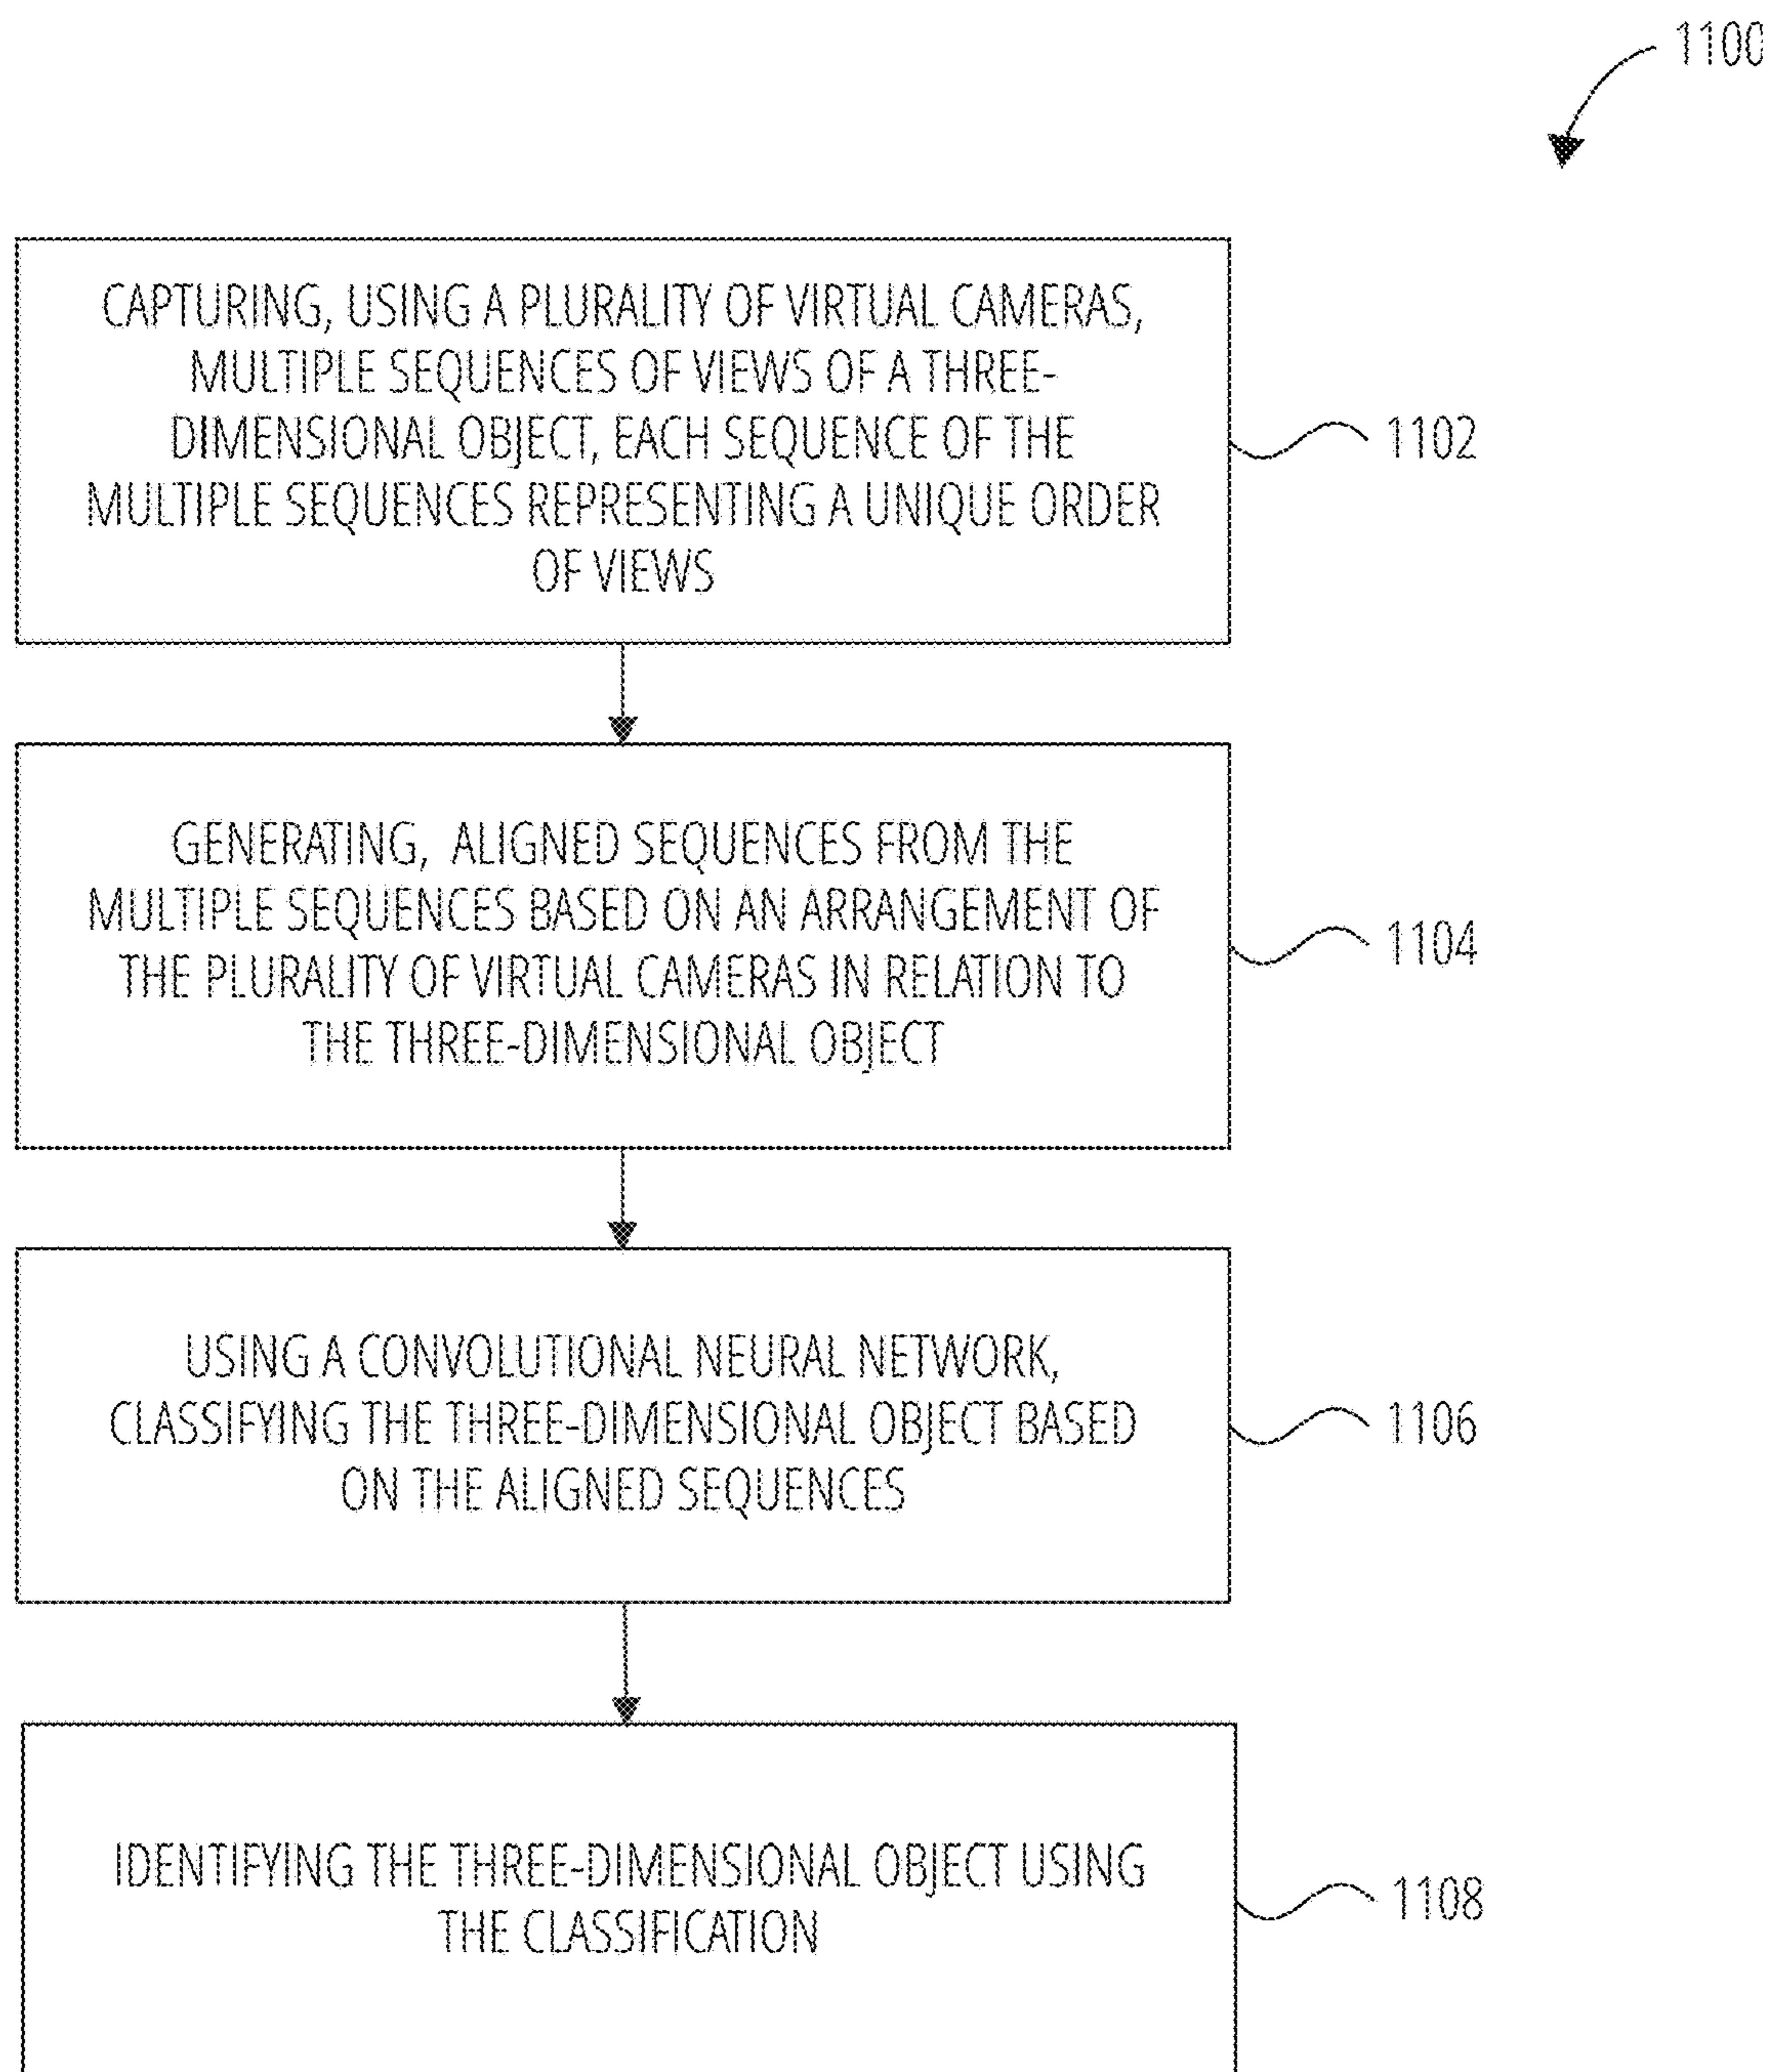 1100
CAPTURING, USING A PLURALITY OF VIRTUAL CAMERAS,
MULTIPLE SEQUENCES OF VIEWS OF A THREE-
DIMENSIONAL OBJECT, EACH SEQUENCE OF THE
MULTIPLE SEQUENCES REPRESENTING A UNIQUE ORDER
OF VIEWS
1102
GENERATING, ALIGNED SEQUENCES FROM THE
MULTIPLE SEQUENCES BASED ON AN ARRANGEMENT OF
THE PLURALITY OF VIRTUAL CAMERAS IN RELATION TO
THE THREE-DIMENSIONAL OBJECT
1104
USING A CONVOLUTIONAL NEURAL NETWORK,
CLASSIFYING THE THREE-DIMENSIONAL OBJECT BASED
ON THE ALIGNED SEQUENCES
1106
IDENTIFYING THE THREE-DIMENSIONAL OBJECT USING
THE CLASSIFICATION
1108